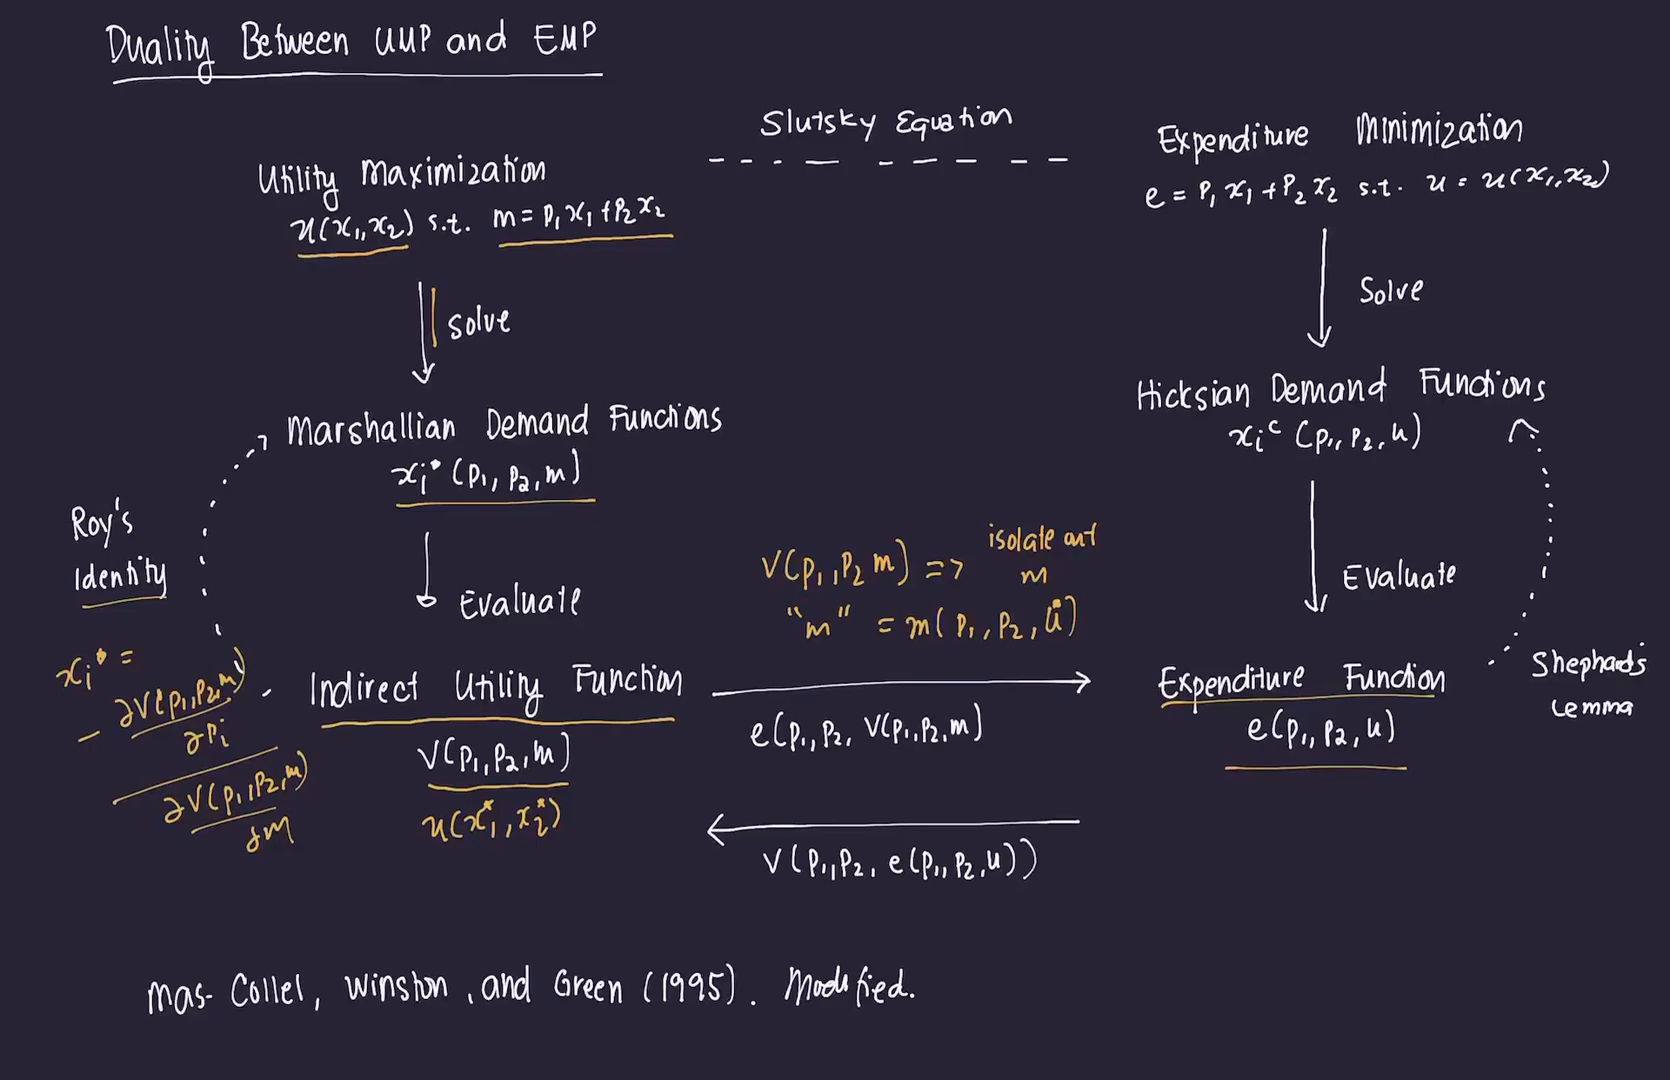 Duality Between UMP and EMP
Slutsky Equation
Utility Maximization
u(x₁, x₂) s.t. m = p₁x₁ + p₂x₂
solve
Marshallian Demand Functions
xᵢ* (p₁, p₂, m)
Evaluate
Roy's
Identity
xᵢ* =
- ∂V(p₁, p₂, m)
∂pᵢ
∂V(p₁, p₂, m)
∂m
Indirect Utility Function
V(p₁, p₂, m)
u(x₁*, x₂*)
V(p₁, p₂ m) => isolate out
m
"m" = m(p₁, p₂, ū)
e(p₁, p₂, V(p₁, p₂, m)
V(p₁, p₂, e(p₁, p₂, u))
Expenditure Minimization
e = p₁x₁ + p₂x₂ s.t. u = u(x₁, x₂)
Solve
Hicksian Demand Functions
xᵢᶜ (p₁, p₂, u)
Evaluate
Expenditure Function
e(p₁, p₂, u)
Shephard's
Lemma
Mas-Collel, Winston, and Green (1995). Modified.